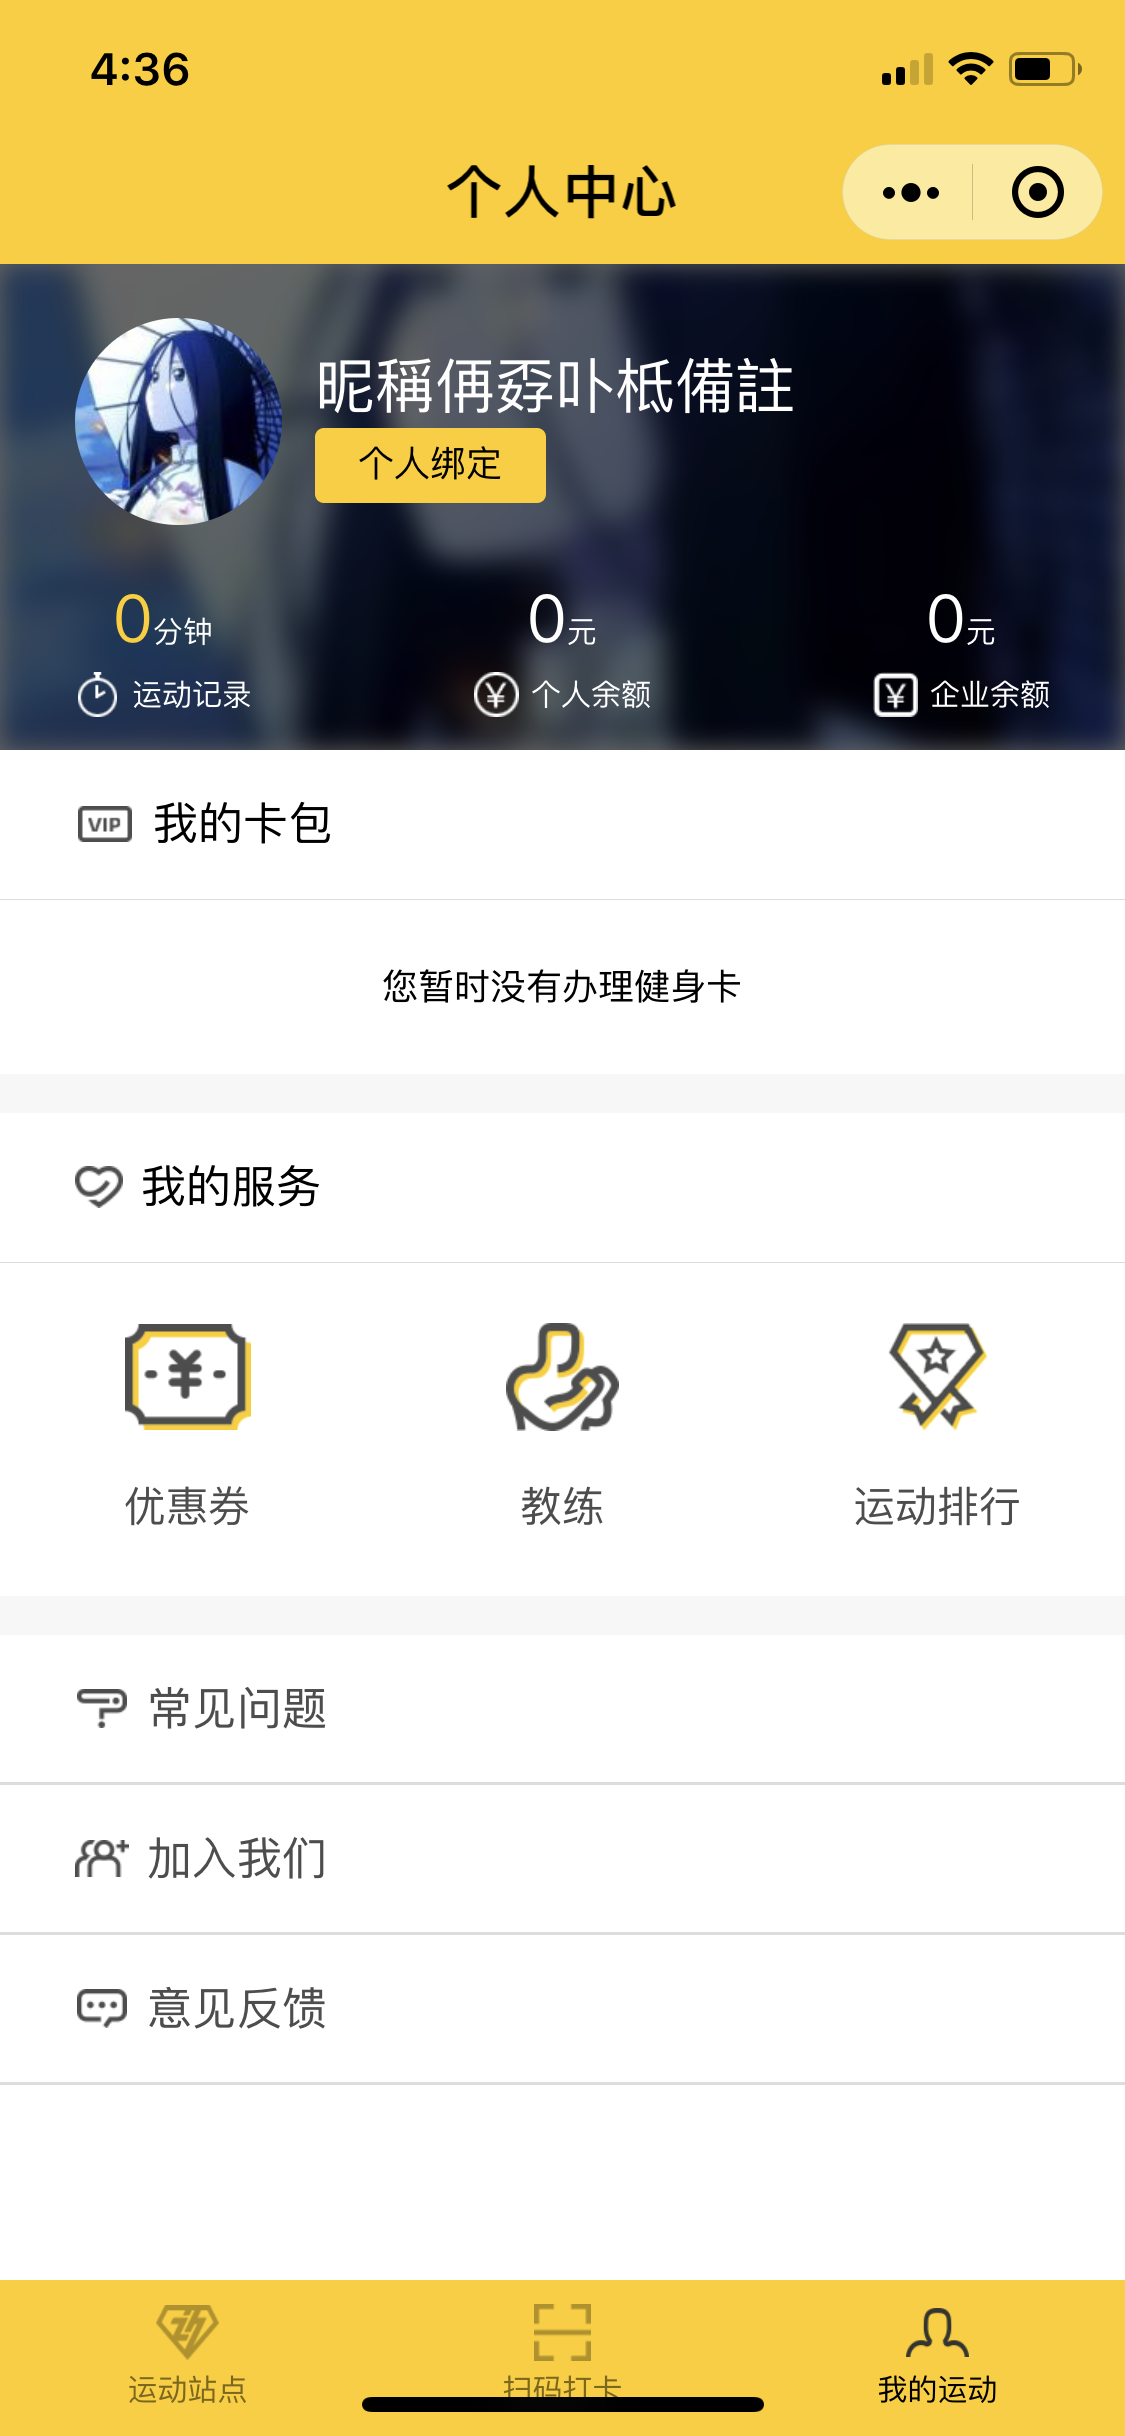 4:36
个人中心
昵稱侢孬卟柢備註
个人绑定
0分钟
0元
0元
运动记录
个人余额
企业余额
VIP 我的卡包
您暂时没有办理健身卡
我的服务
优惠券
教练
运动排行
常见问题
加入我们
意见反馈
运动站点
扫码打卡
我的运动